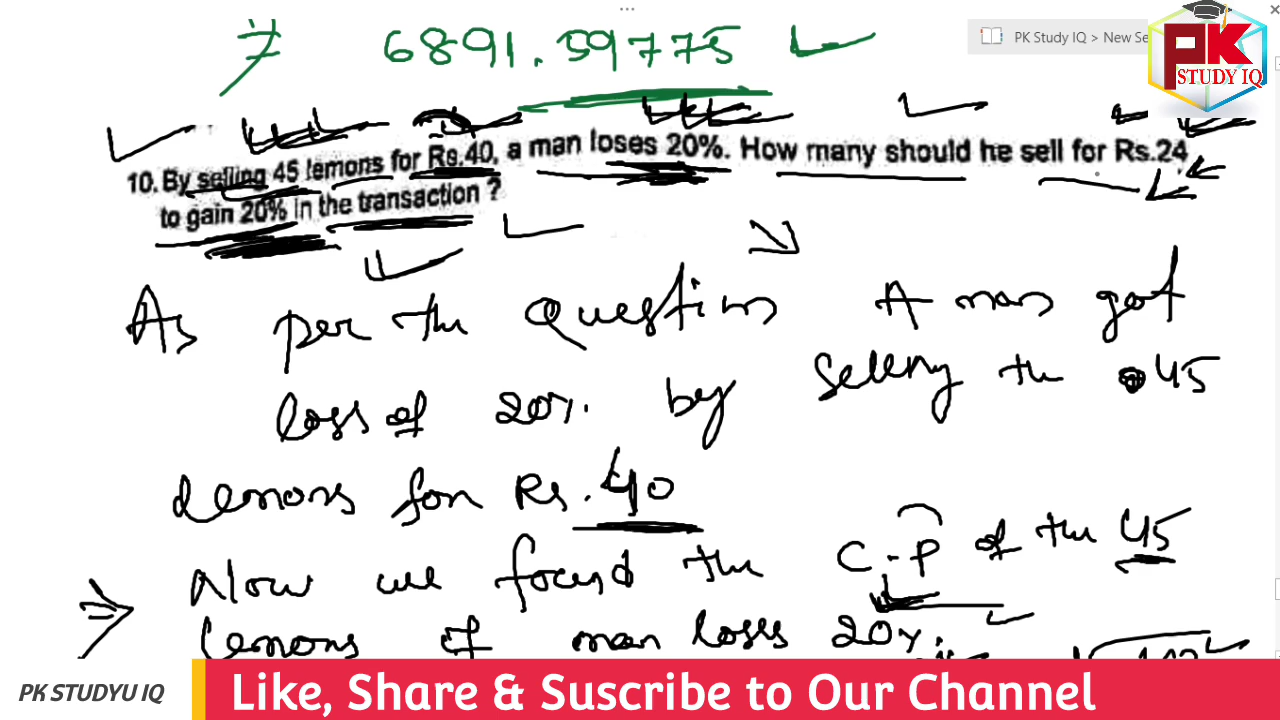 ⇒ 6891.59775
PK Study IQ > New Se
PK
STUDY IQ
10. By selling 45 lemons for Rs.40, a man loses 20%. How many should he sell for Rs.24
to gain 20% in the transaction ?
As per the Question A man got
loss of 20%. by selling the 45
lemons for Rs. 40
⇒ Now we found the C.P of the 45
lemons of man loses 20%.
PK STUDYU IQ
Like, Share & Suscribe to Our Channel